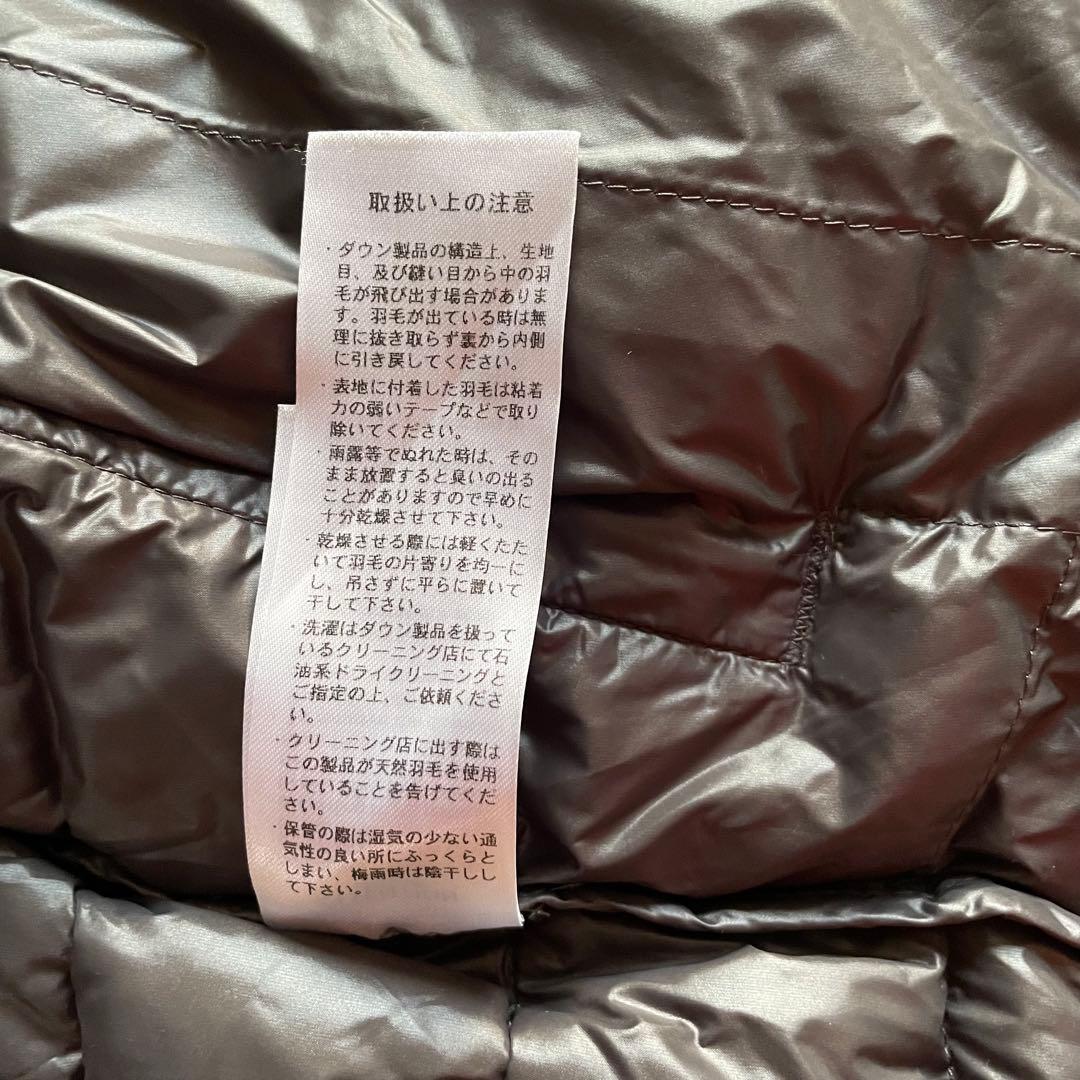 取扱い上の注意
・ダウン製品の構造上、生地
目、及び縫い目から中の羽
毛が飛び出す場合がありま
す。羽毛が出ている時は無
理に抜き取らず裏から内側
に引き戻してください。
・表地に付着した羽毛は粘着
力の弱いテープなどで取り
除いてください。
・雨露等でぬれた時は、その
まま放置すると臭いの出る
ことがありますので早めに
十分乾燥させて下さい。
・乾燥させる際には軽くたた
いて羽毛の片寄りを均一に
し、吊さずに平らに置いて
干して下さい。
・洗濯はダウン製品を扱って
いるクリーニング店にて石
油系ドライクリーニングと
ご指定の上、ご依頼くださ
い。
・クリーニング店に出す際は
この製品が天然羽毛を使用
していることを告げてくだ
さい。
・保管の際は湿気の少ない通
気性の良い所にふっくらと
しまい、梅雨時は陰干しし
て下さい。